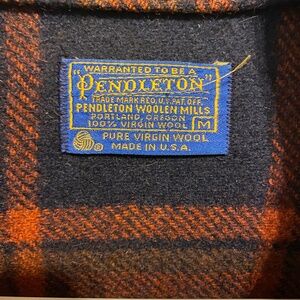 WARRANTED TO BE A
"PENDLETON"
TRADE MARK REG. U.S. PAT. OFF.
PENDLETON WOOLEN MILLS
PORTLAND, OREGON
100% VIRGIN WOOL M
PURE VIRGIN WOOL
MADE IN U.S.A.